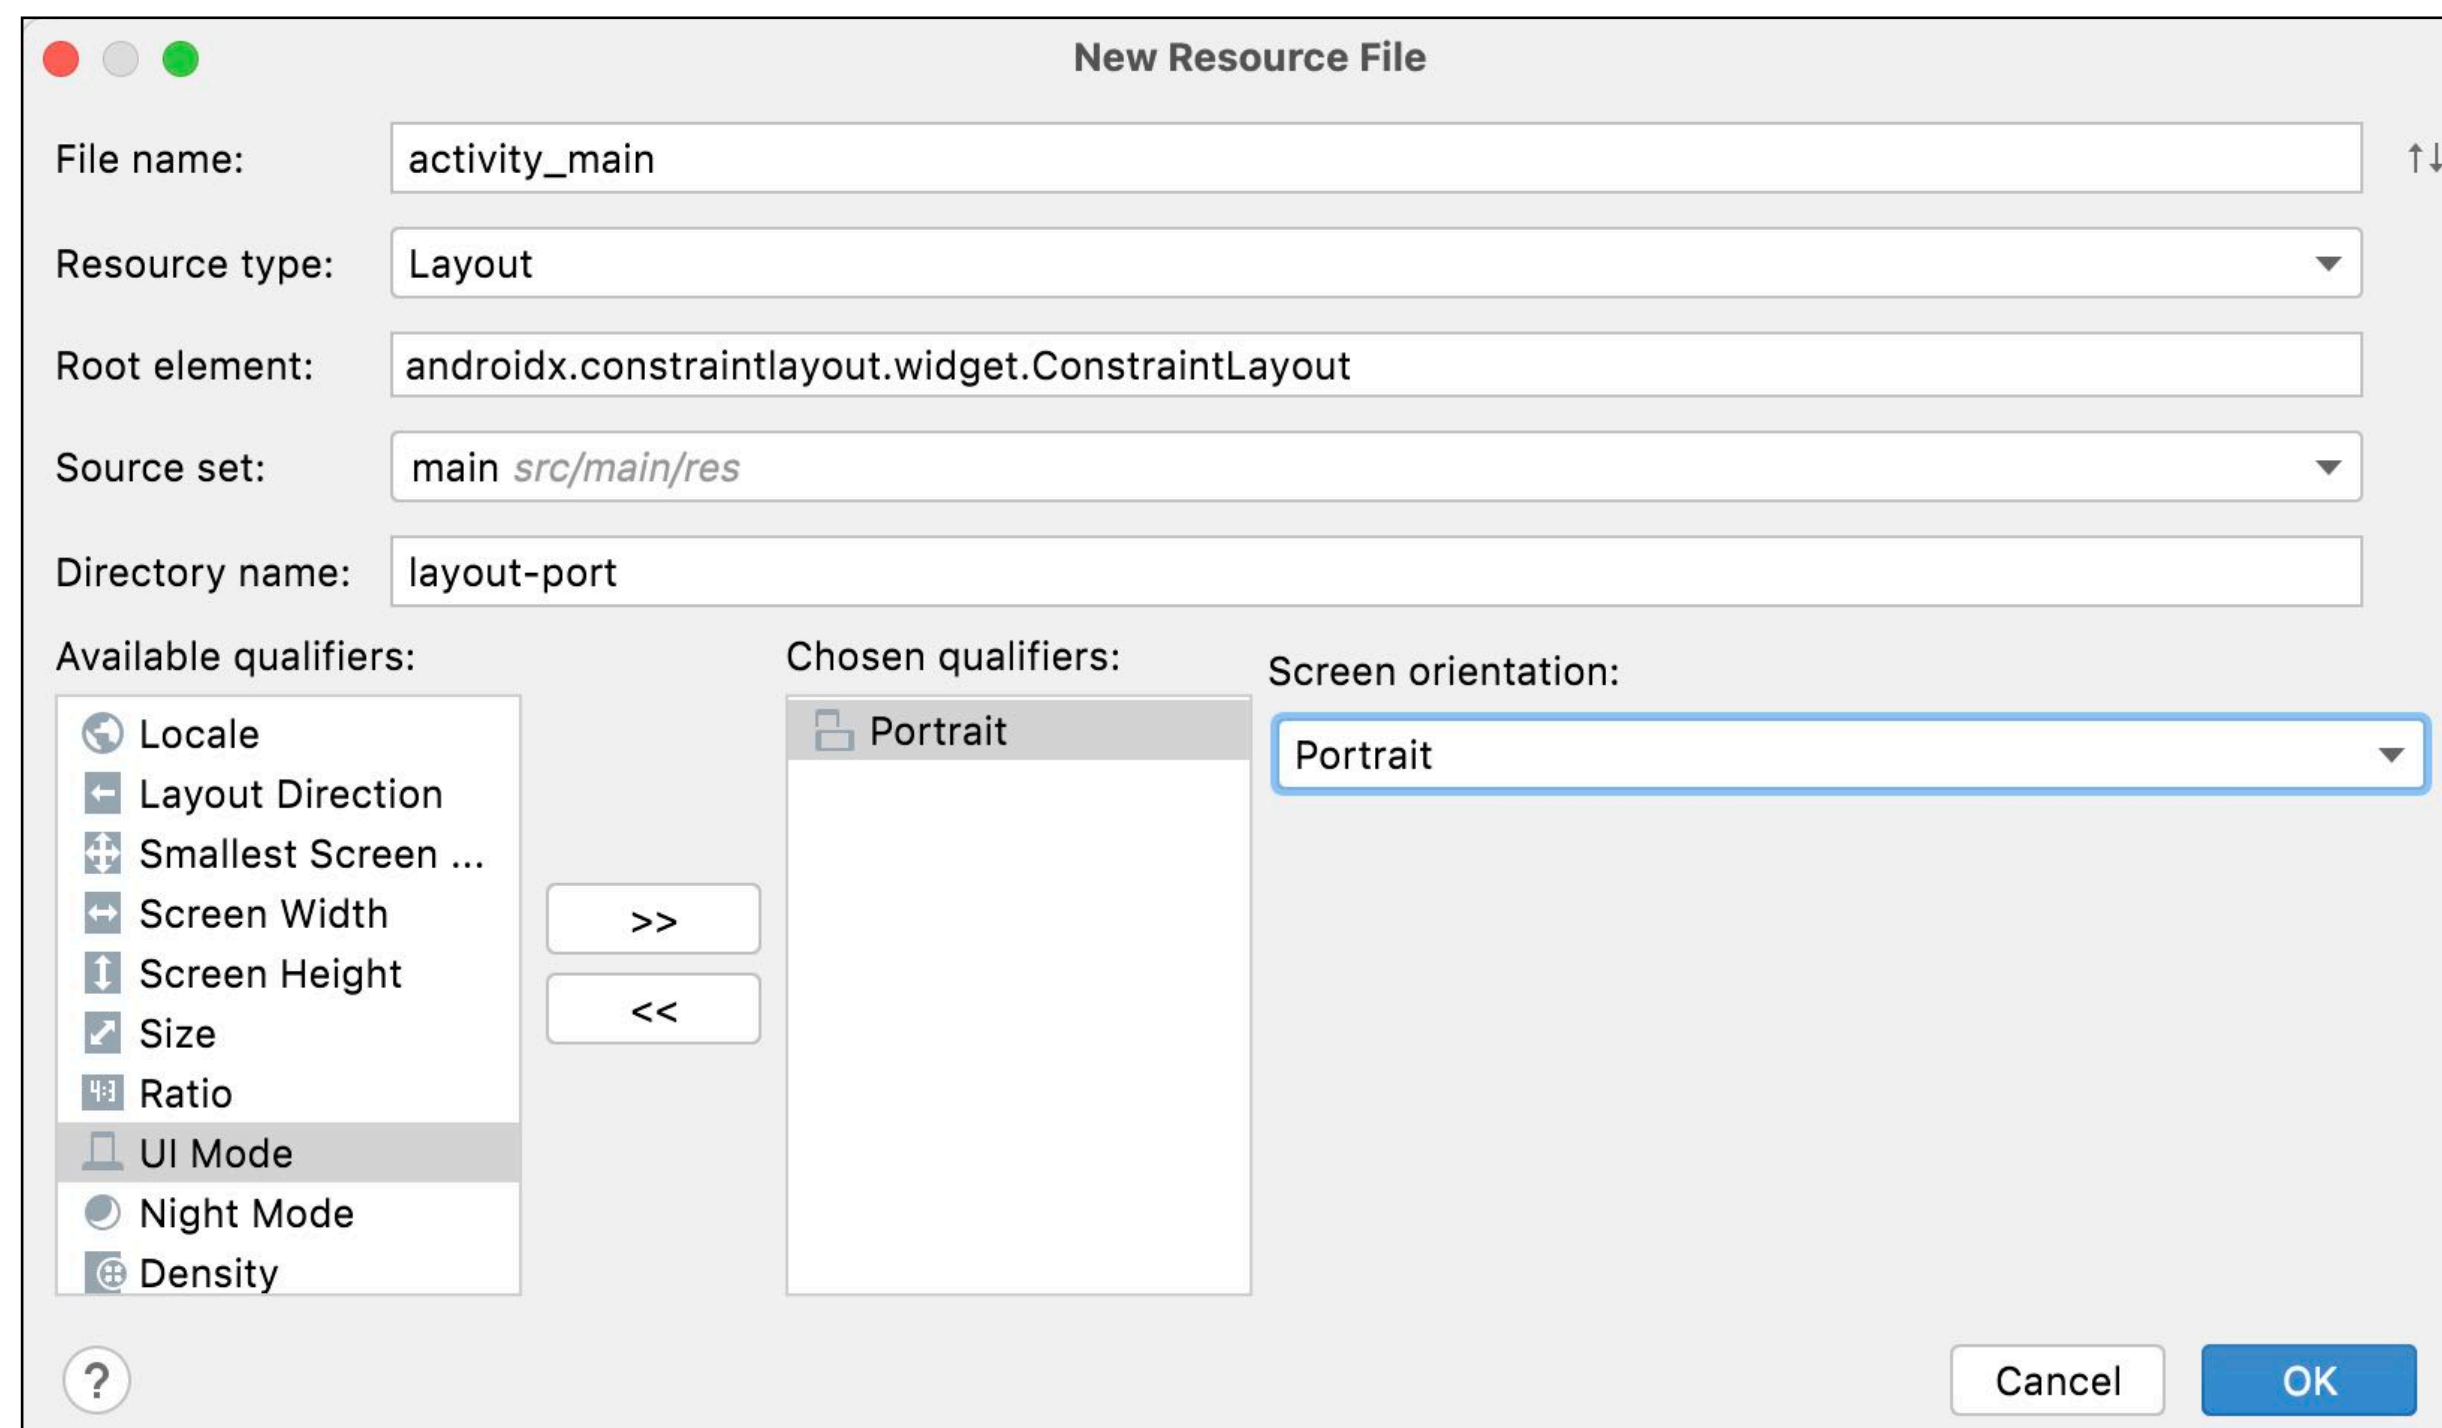 New Resource File
File name: activity_main ↑↓
Resource type: Layout
Root element: androidx.constraintlayout.widget.ConstraintLayout
Source set: main src/main/res
Directory name: layout-port
Available qualifiers:
Locale
Layout Direction
Smallest Screen ...
Screen Width
Screen Height
Size
4:3 Ratio
UI Mode
Night Mode
Density
>>
<<
Chosen qualifiers:
Portrait
Screen orientation:
Portrait
?
Cancel
OK